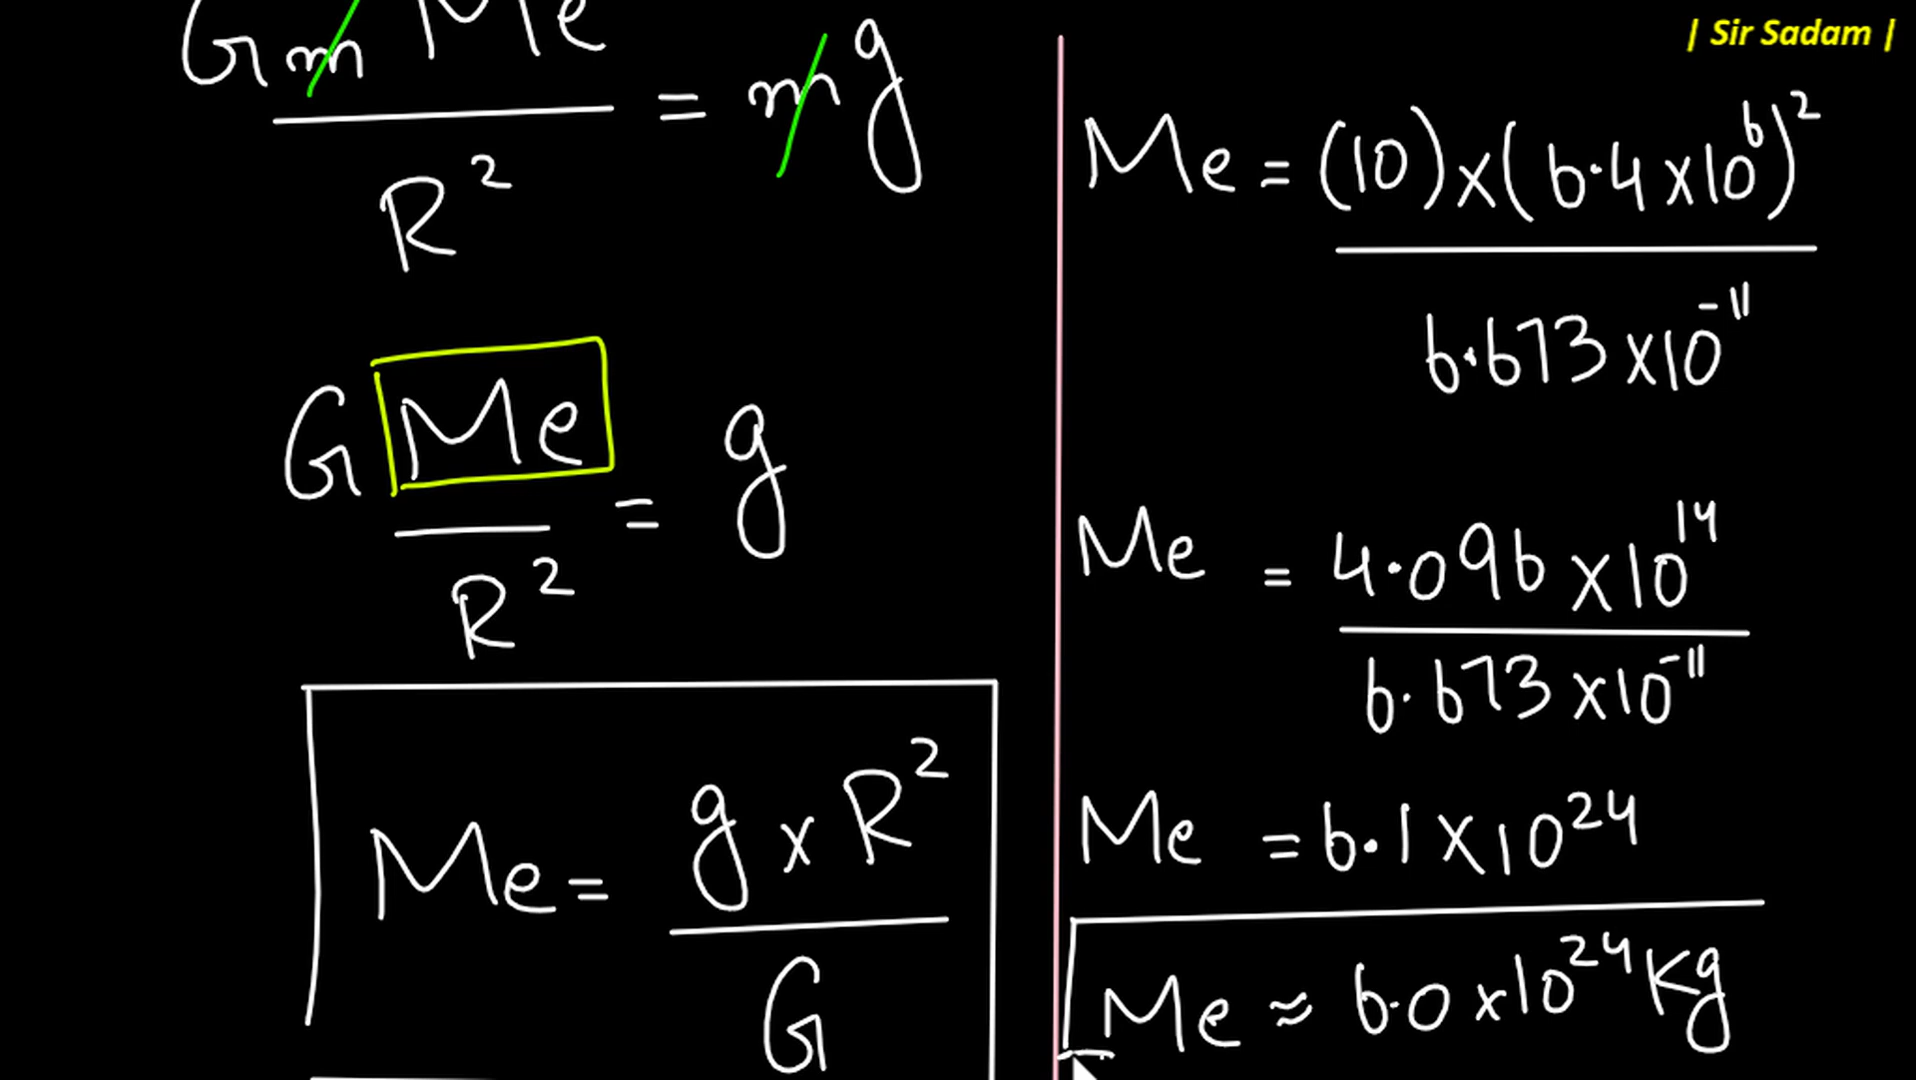 | Sir Sadam |
G m Me / R² = m g
G Me / R² = g
Me = g x R² / G
Me = (10) x (6.4 x 10⁶)² / 6.673 x 10⁻¹¹
Me = 4.096 x 10¹⁴ / 6.673 x 10⁻¹¹
Me = 6.1 x 10²⁴
Me ≈ 6.0 x 10²⁴ Kg